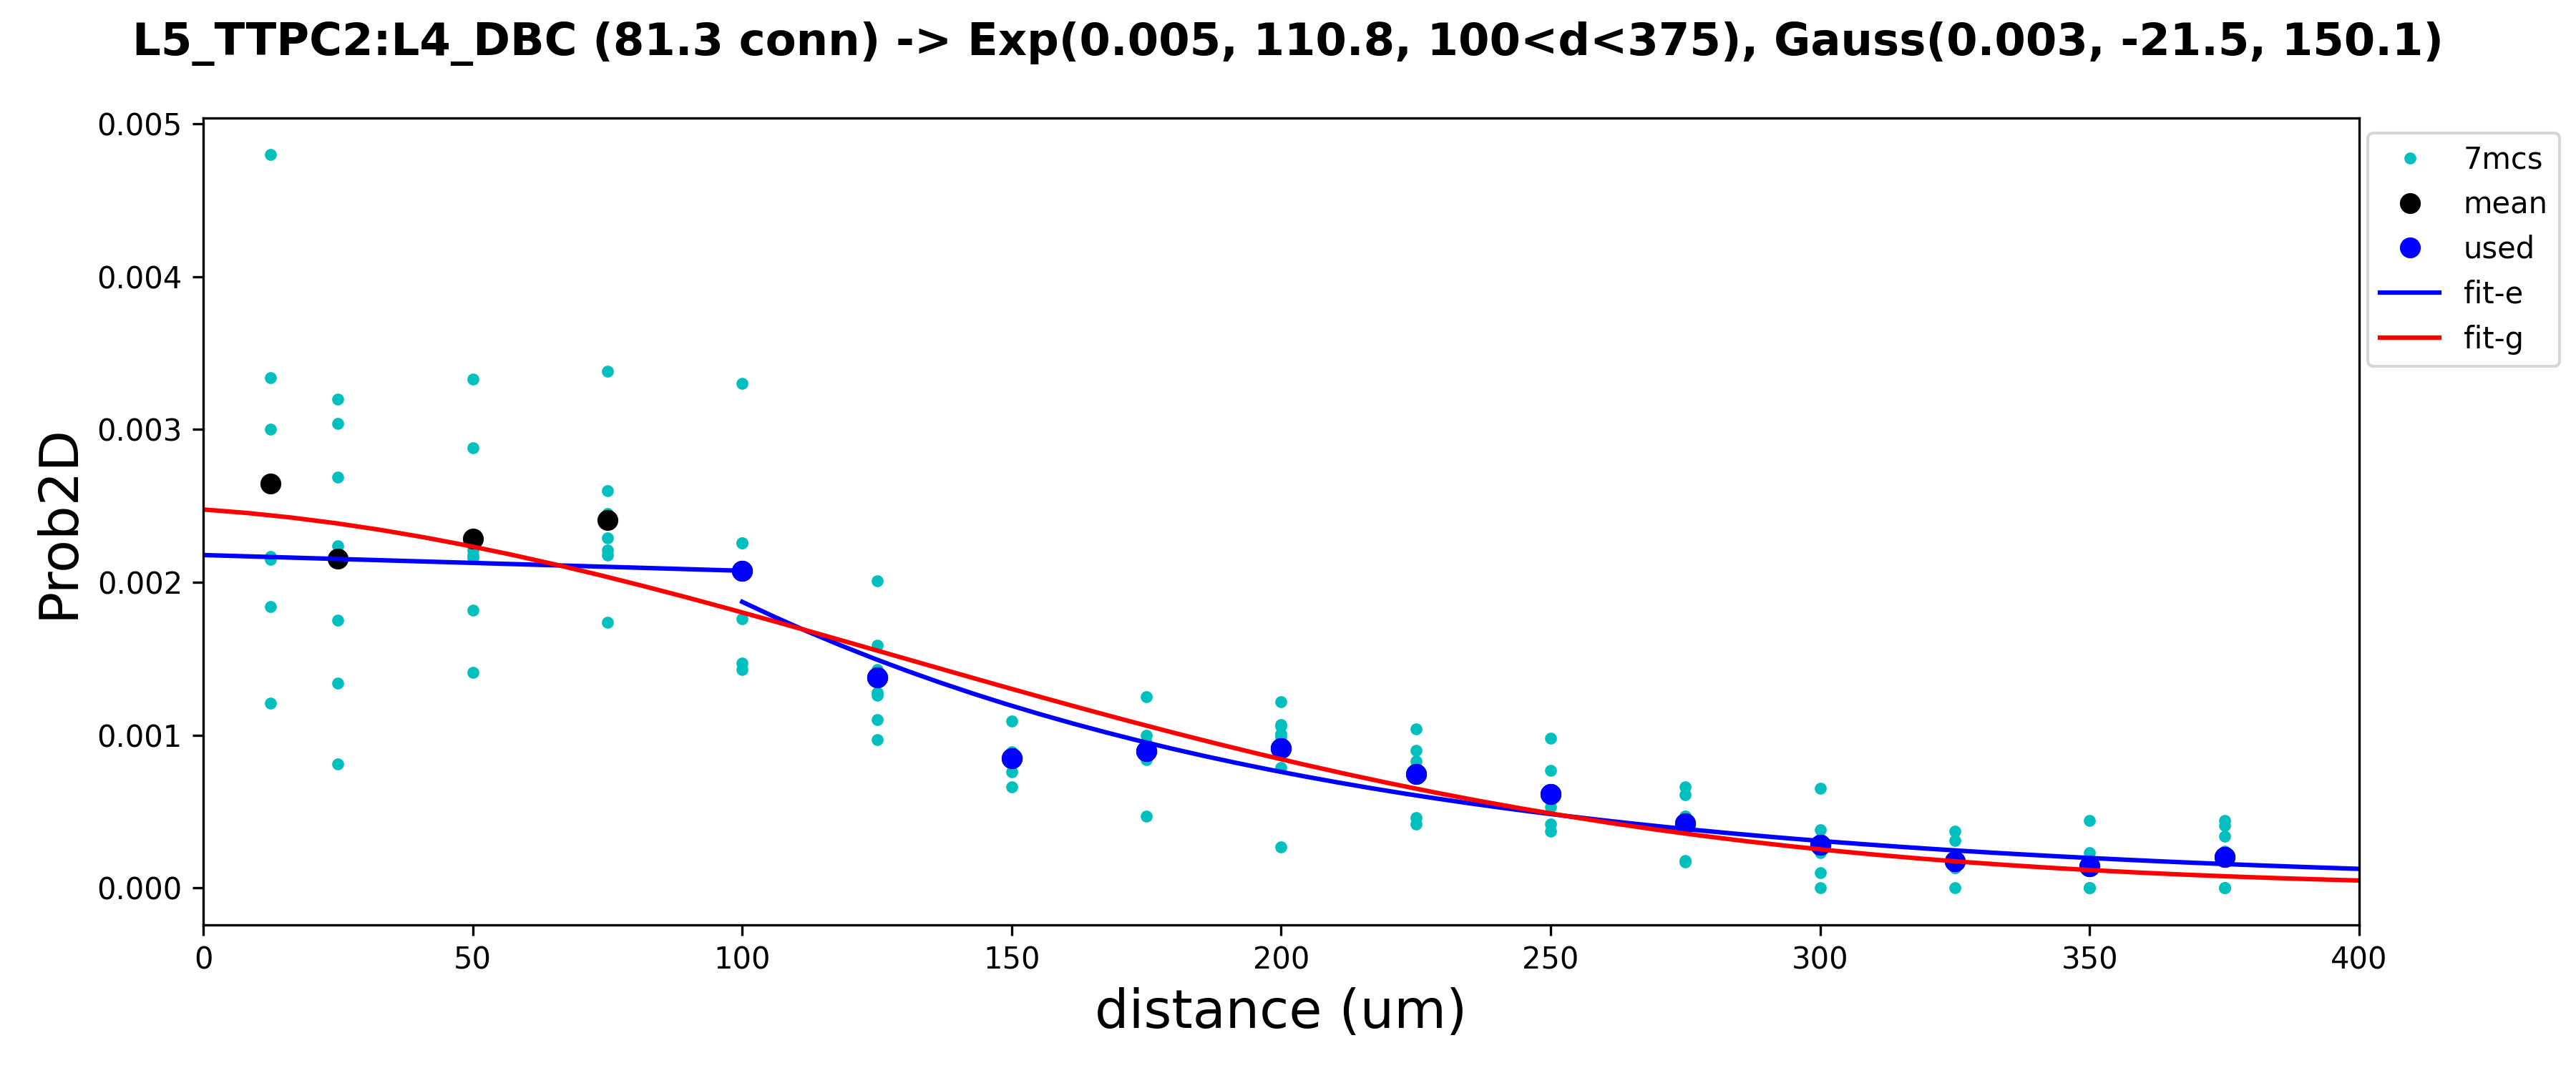 L5_TTPC2:L4_DBC (81.3 conn) -> Exp(0.005, 110.8, 100<d<375), Gauss(0.003, -21.5, 150.1)
0.005
0.004
0.003
0.002
0.001
0.000
Prob2D
0 50 100 150 200 250 300 350 400
distance (um)
7mcs
mean
used
fit-e
fit-g